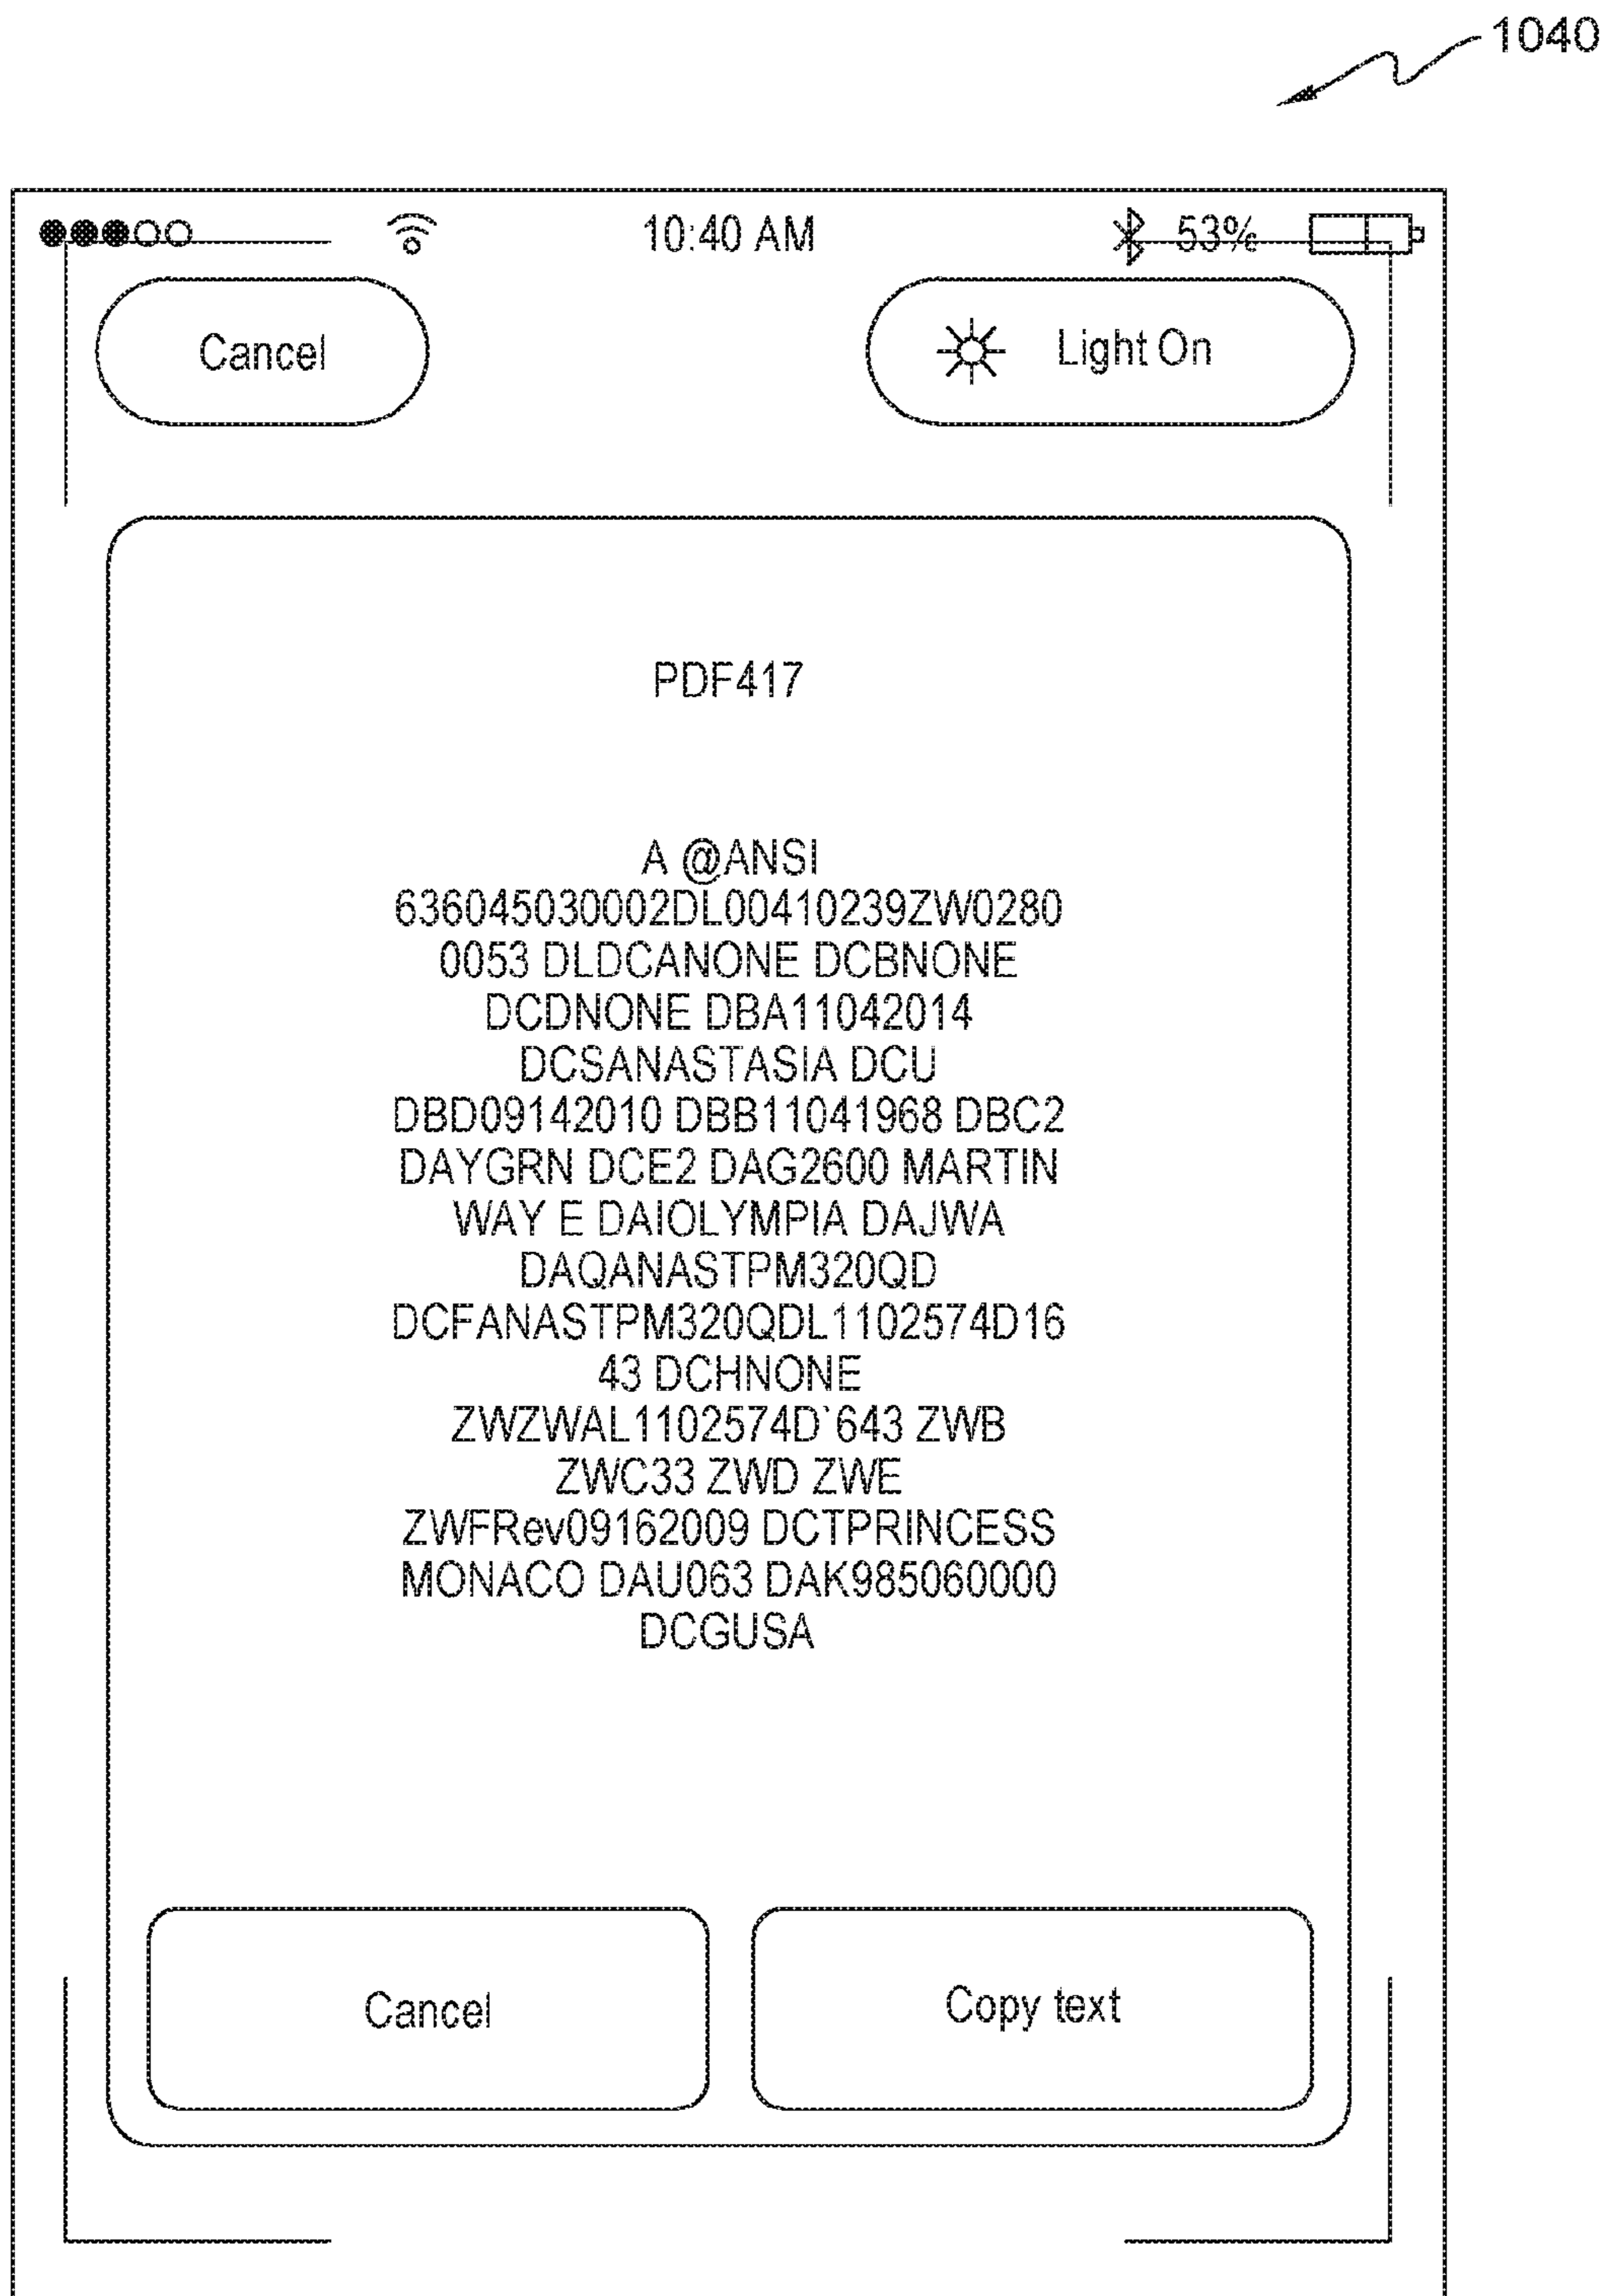 1040
10:40 AM 53%
Cancel Light On
PDF417
A @ANSI
636045030002DL00410239ZW0280
0053 DLDCANONE DCBNONE
DCDNONE DBA11042014
DCSANASTASIA DCU
DBD09142010 DBB11041968 DBC2
DAYGRN DCE2 DAG2600 MARTIN
WAY E DAIOLYMPIA DAJWA
DAQANASTPM320QD
DCFANASTPM320QDL1102574D16
43 DCHNONE
ZWZWAL1102574D`643 ZWB
ZWC33 ZWD ZWE
ZWFRev09162009 DCTPRINCESS
MONACO DAU063 DAK985060000
DCGUSA
Cancel Copy text